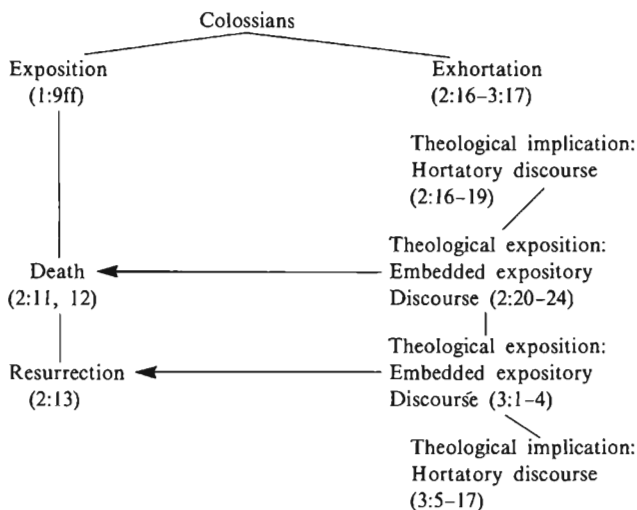 Colossians
Exposition
(1:9ff)
Exhortation
(2:16–3:17)
Theological implication:
Hortatory discourse
(2:16–19)
Theological exposition:
Embedded expository
Discourse (2:20–24)
Death
(2:11, 12)
Theological exposition:
Embedded expository
Discourse (3:1–4)
Resurrection
(2:13)
Theological implication:
Hortatory discourse
(3:5–17)